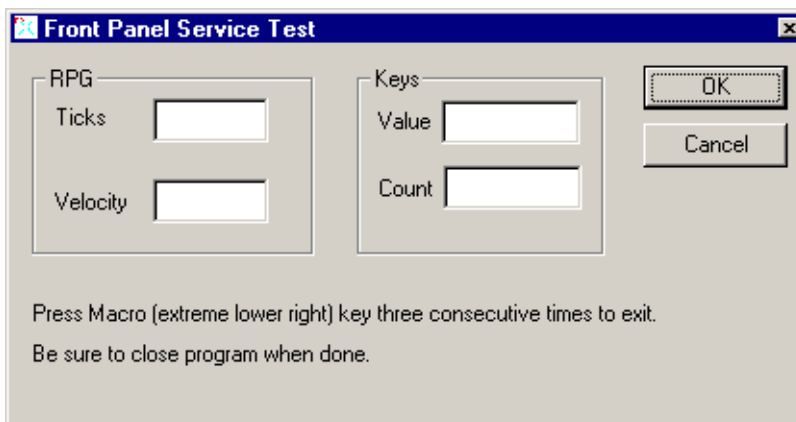 Front Panel Service Test
RPG
Ticks
Velocity
Keys
Value
Count
OK
Cancel
Press Macro (extreme lower right) key three consecutive times to exit.
Be sure to close program when done.